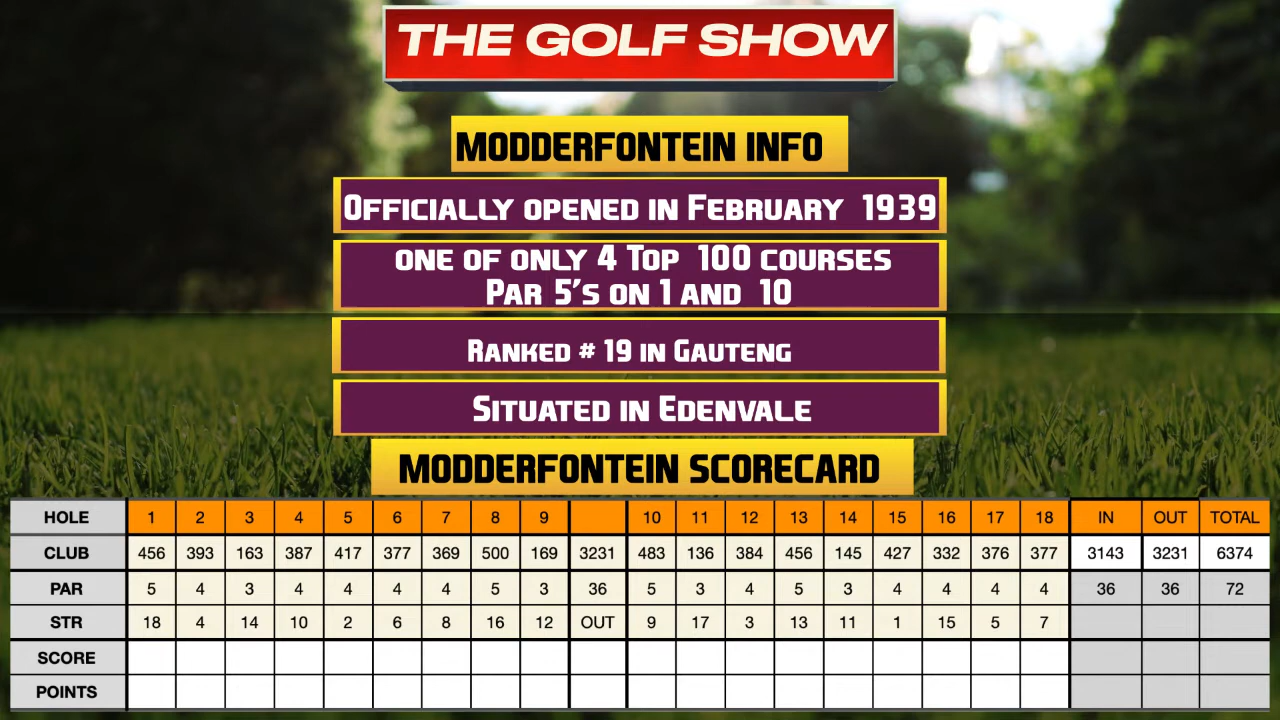 THE GOLF SHOW
MODDERFONTEIN INFO
OFFICIALLY OPENED IN FEBRUARY 1939
ONE OF ONLY 4 TOP 100 COURSES
PAR 5'S ON 1 AND 10
RANKED # 19 IN GAUTENG
SITUATED IN EDENVALE
MODDERFONTEIN SCORECARD
HOLE 1 2 3 4 5 6 7 8 9 10 11 12 13 14 15 16 17 18 IN OUT TOTAL
CLUB 456 393 163 387 417 377 369 500 169 3231 483 136 384 456 145 427 332 376 377 3143 3231 6374
PAR 5 4 3 4 4 4 4 5 3 36 5 3 4 5 3 4 4 4 4 36 36 72
STR 18 4 14 10 2 6 8 16 12 OUT 9 17 3 13 11 1 15 5 7
SCORE
POINTS